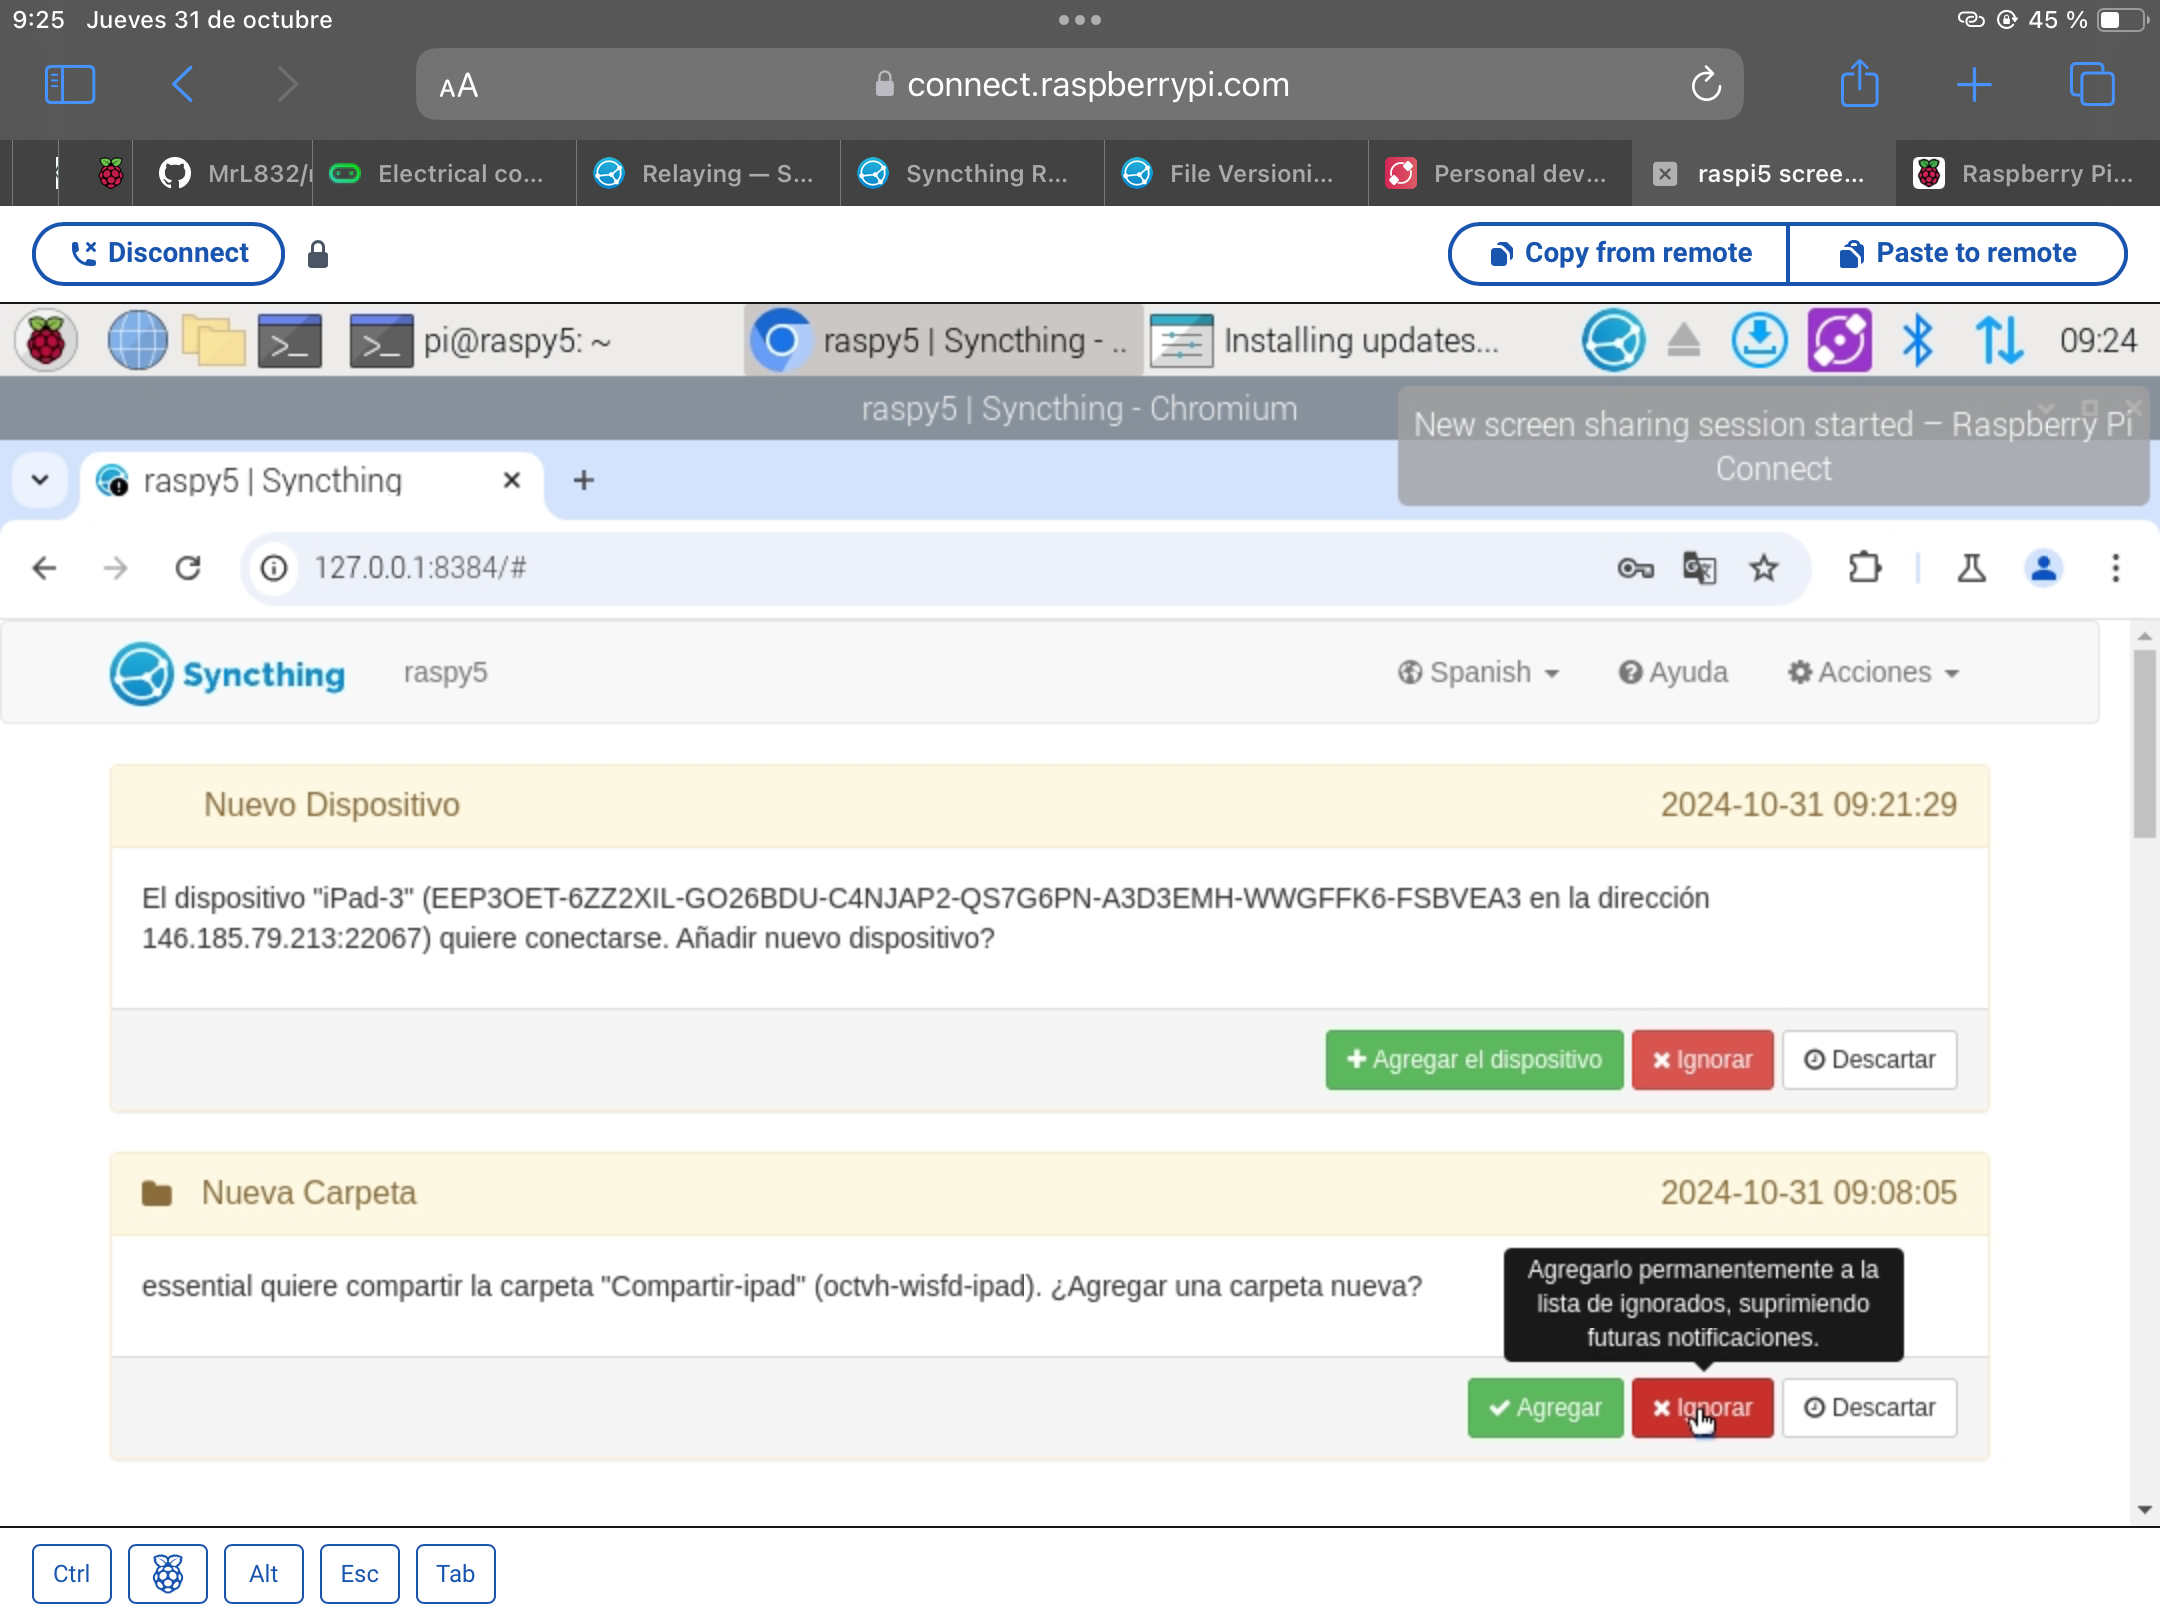 9:25 Jueves 31 de octubre 45 %
AA connect.raspberrypi.com
MrL832/ Electrical co... Relaying — S... Syncthing R... File Versioni... Personal dev... raspi5 scree... Raspberry Pi...
Disconnect Copy from remote Paste to remote
pi@raspy5: ~ raspy5 | Syncthing - .. Installing updates... 09:24
raspy5 | Syncthing - Chromium
New screen sharing session started – Raspberry Pi
Connect
raspy5 | Syncthing
127.0.0.1:8384/#
Syncthing raspy5 Spanish Ayuda Acciones
Nuevo Dispositivo 2024-10-31 09:21:29
El dispositivo "iPad-3" (EEP3OET-6ZZ2XIL-GO26BDU-C4NJAP2-QS7G6PN-A3D3EMH-WWGFFK6-FSBVEA3 en la dirección
146.185.79.213:22067) quiere conectarse. Añadir nuevo dispositivo?
Agregar el dispositivo Ignorar Descartar
Nueva Carpeta 2024-10-31 09:08:05
essential quiere compartir la carpeta "Compartir-ipad" (octvh-wisfd-ipad). ¿Agregar una carpeta nueva?
Agregarlo permanentemente a la
lista de ignorados, suprimiendo
futuras notificaciones.
Agregar Ignorar Descartar
Ctrl Alt Esc Tab